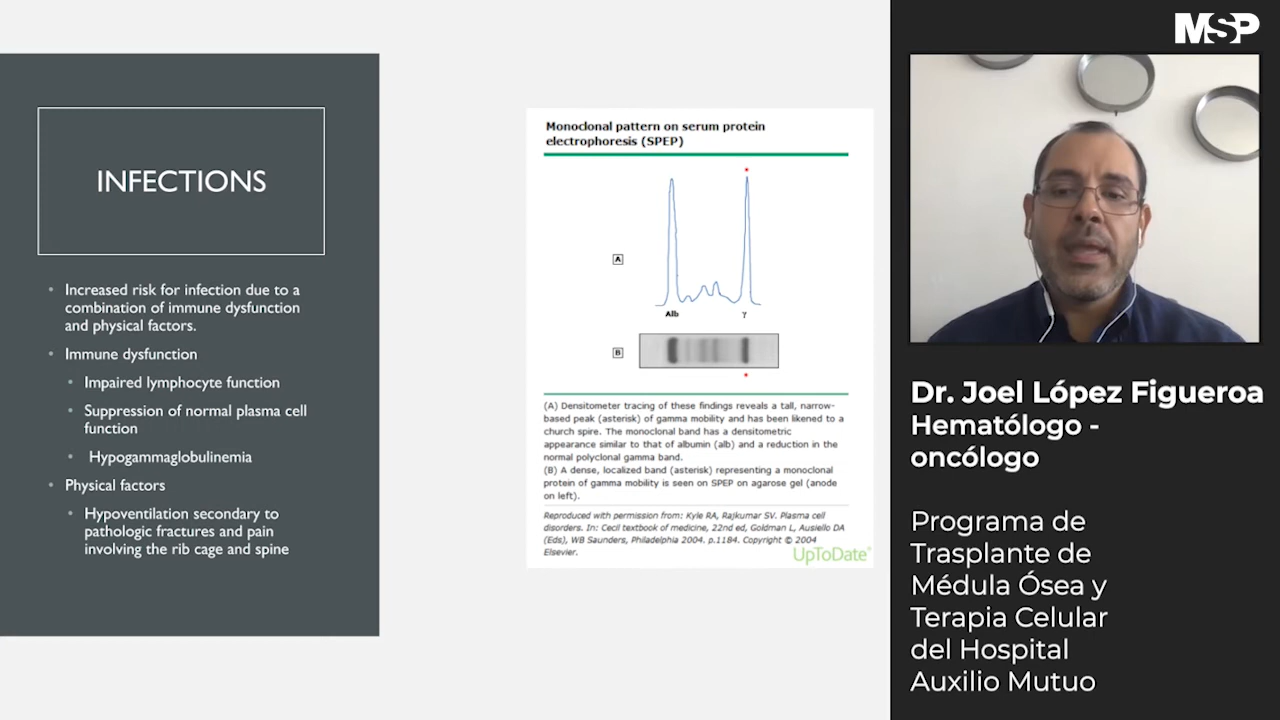 INFECTIONS
• Increased risk for infection due to a
combination of immune dysfunction
and physical factors.
• Immune dysfunction
• Impaired lymphocyte function
• Suppression of normal plasma cell
function
• Hypogammaglobulinemia
• Physical factors
• Hypoventilation secondary to
pathologic fractures and pain
involving the rib cage and spine
Monoclonal pattern on serum protein
electrophoresis (SPEP)
A
Alb γ
B
(A) Densitometer tracing of these findings reveals a tall, narrow-
based peak (asterisk) of gamma mobility and has been likened to a
church spire. The monoclonal band has a densitometric
appearance similar to that of albumin (alb) and a reduction in the
normal polyclonal gamma band.
(B) A dense, localized band (asterisk) representing a monoclonal
protein of gamma mobility is seen on SPEP on agarose gel (anode
on left).
Reproduced with permission from: Kyle RA, Rajkumar SV. Plasma cell
disorders. In: Cecil textbook of medicine, 22nd ed, Goldman L, Ausiello DA
(Eds), WB Saunders, Philadelphia 2004. p.1184. Copyright © 2004
Elsevier.
UpToDate®
MSP
Dr. Joel López Figueroa
Hematólogo -
oncólogo
Programa de
Trasplante de
Médula Ósea y
Terapia Celular
del Hospital
Auxilio Mutuo